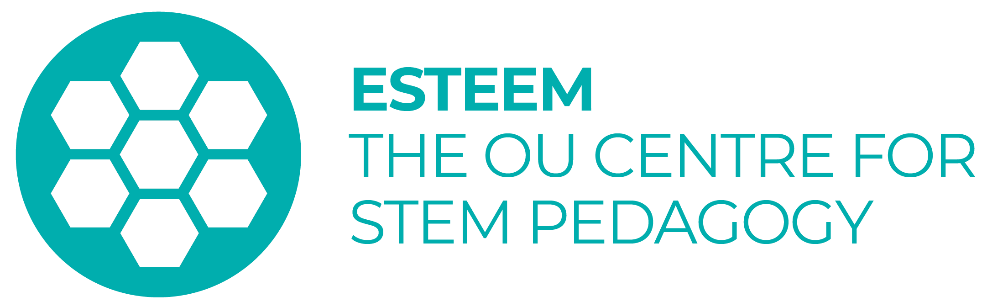 ESTEEM
THE OU CENTRE FOR
STEM PEDAGOGY